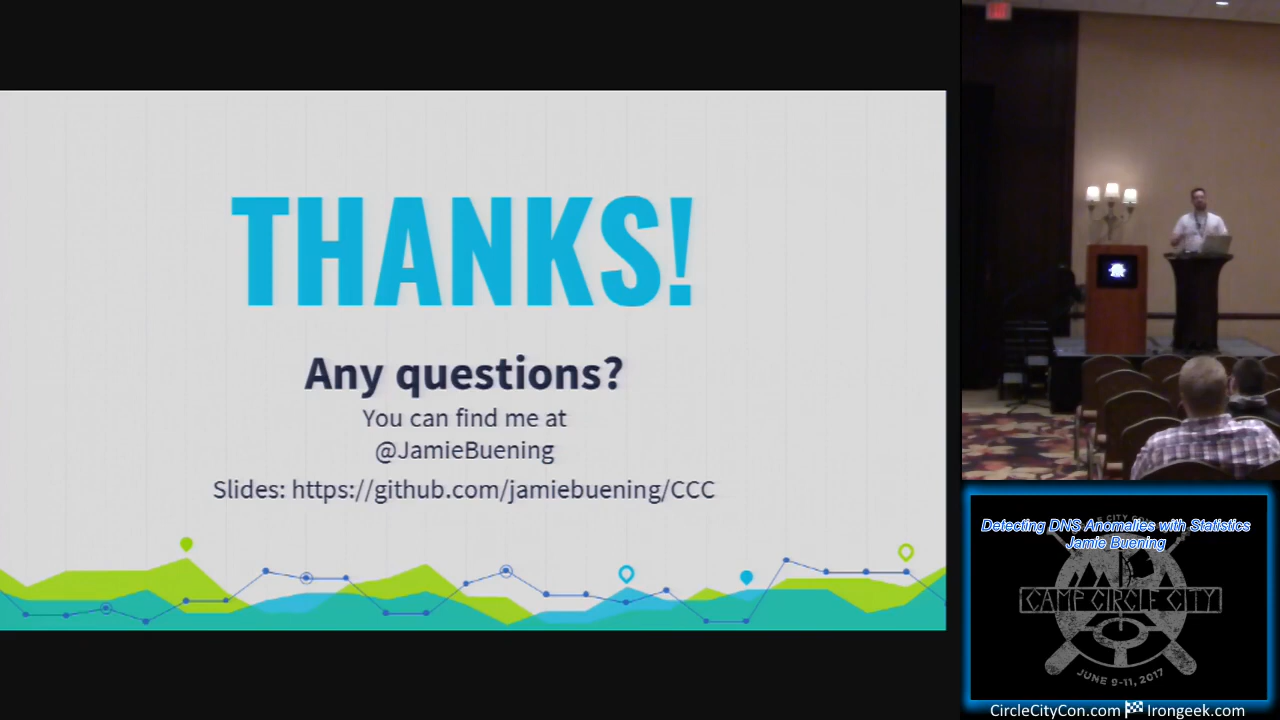 THANKS!
Any questions?
You can find me at
@JamieBuening
Slides: https://github.com/jamiebuening/CCC
Detecting DNS Anomalies with Statistics
Jamie Buening
CAMP CIRCLE CITY
JUNE 9-11, 2017
CircleCityCon.com Irongeek.com